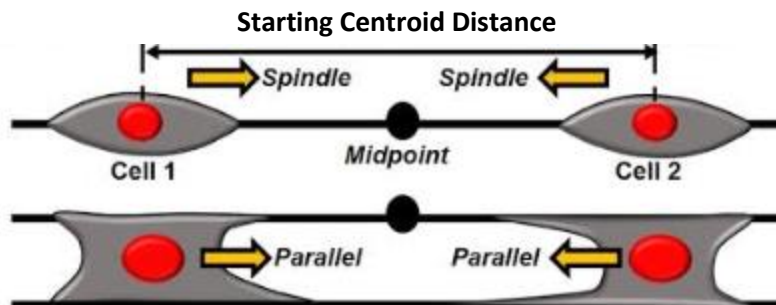 Starting Centroid Distance
Spindle Spindle
Midpoint
Cell 1 Cell 2
Parallel Parallel